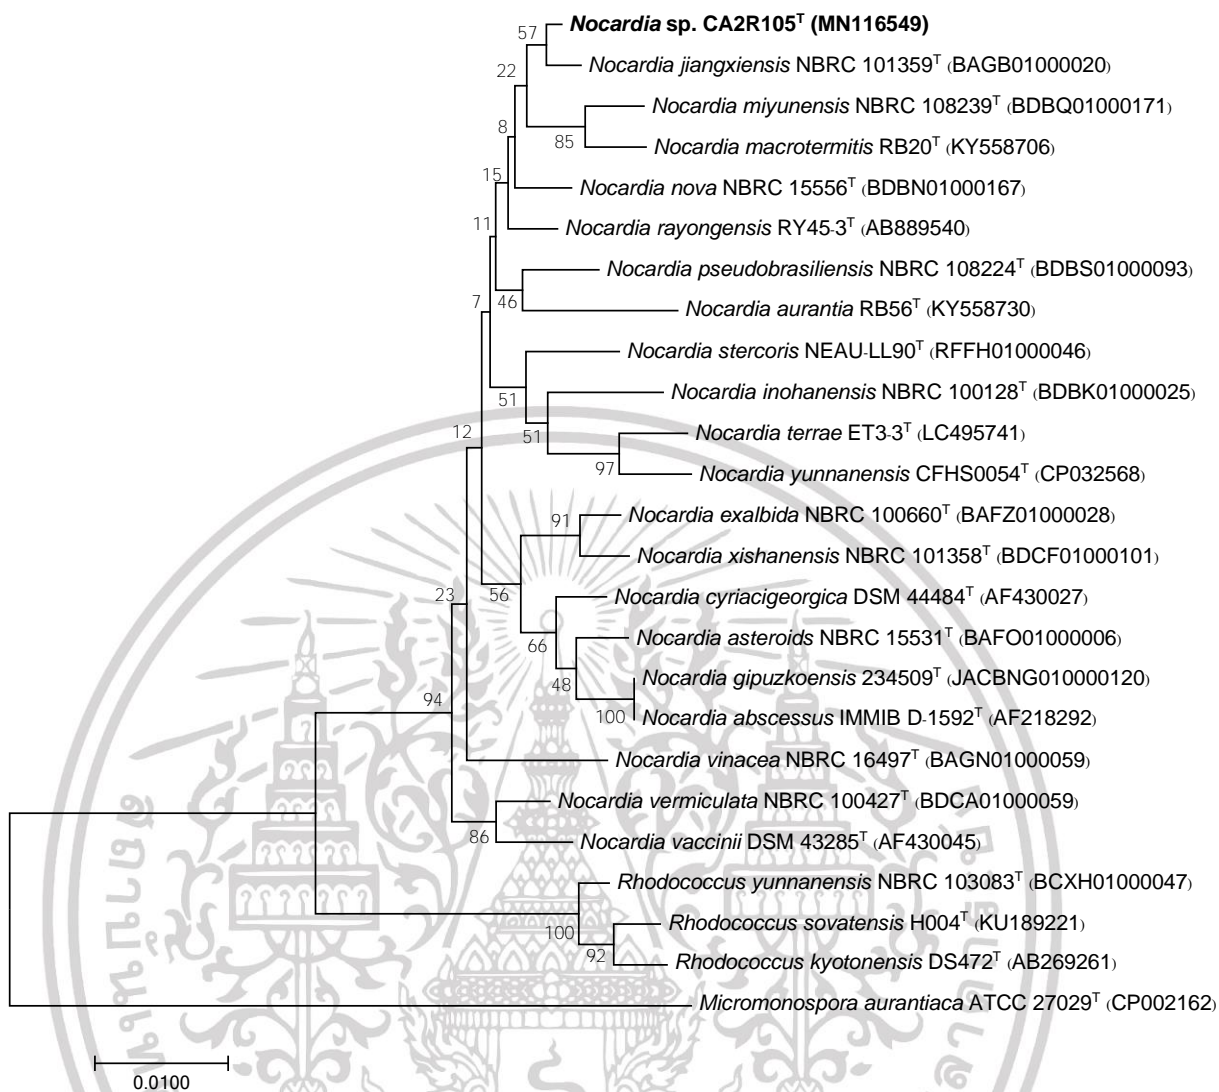 Nocardia sp. CA2R105ᵀ (MN116549)
57
Nocardia jiangxiensis NBRC 101359ᵀ (BAGB01000020)
22
Nocardia miyunensis NBRC 108239ᵀ (BDBQ01000171)
8
85
Nocardia macrotermitis RB20ᵀ (KY558706)
15
Nocardia nova NBRC 15556ᵀ (BDBN01000167)
11
Nocardia rayongensis RY45-3ᵀ (AB889540)
Nocardia pseudobrasiliensis NBRC 108224ᵀ (BDBS01000093)
7
46
Nocardia aurantia RB56ᵀ (KY558730)
Nocardia stercoris NEAU-LL90ᵀ (RFFH01000046)
51
Nocardia inohanensis NBRC 100128ᵀ (BDBK01000025)
12
51
Nocardia terrae ET3-3ᵀ (LC495741)
97
Nocardia yunnanensis CFHS0054ᵀ (CP032568)
91
Nocardia exalbida NBRC 100660ᵀ (BAFZ01000028)
Nocardia xishanensis NBRC 101358ᵀ (BDCF01000101)
23
56
Nocardia cyriacigeorgica DSM 44484ᵀ (AF430027)
66
Nocardia asteroids NBRC 15531ᵀ (BAFO01000006)
48
Nocardia gipuzkoensis 234509ᵀ (JACBNG010000120)
94
100
Nocardia abscessus IMMIB D-1592ᵀ (AF218292)
Nocardia vinacea NBRC 16497ᵀ (BAGN01000059)
Nocardia vermiculata NBRC 100427ᵀ (BDCA01000059)
86
Nocardia vaccinii DSM 43285ᵀ (AF430045)
Rhodococcus yunnanensis NBRC 103083ᵀ (BCXH01000047)
100
Rhodococcus sovatensis H004ᵀ (KU189221)
92
Rhodococcus kyotonensis DS472ᵀ (AB269261)
Micromonospora aurantiaca ATCC 27029ᵀ (CP002162)
0.0100